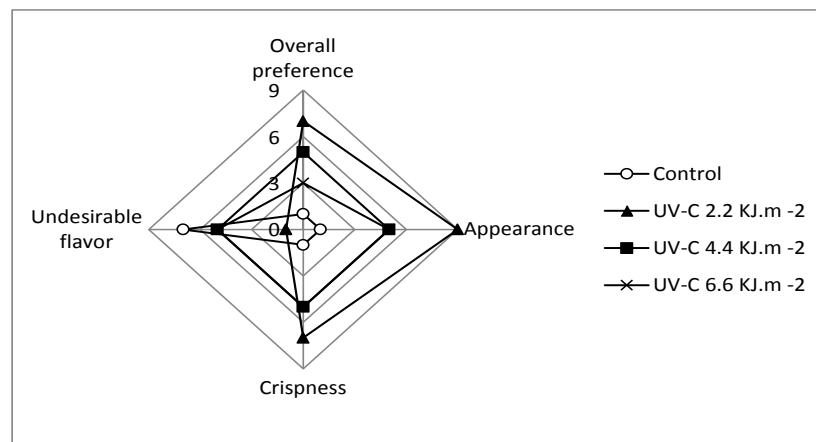 Overall
preference
9
6
3
0
Undesirable
flavor
Appearance
Crispness
Control
UV-C 2.2 KJ.m -2
UV-C 4.4 KJ.m -2
UV-C 6.6 KJ.m -2